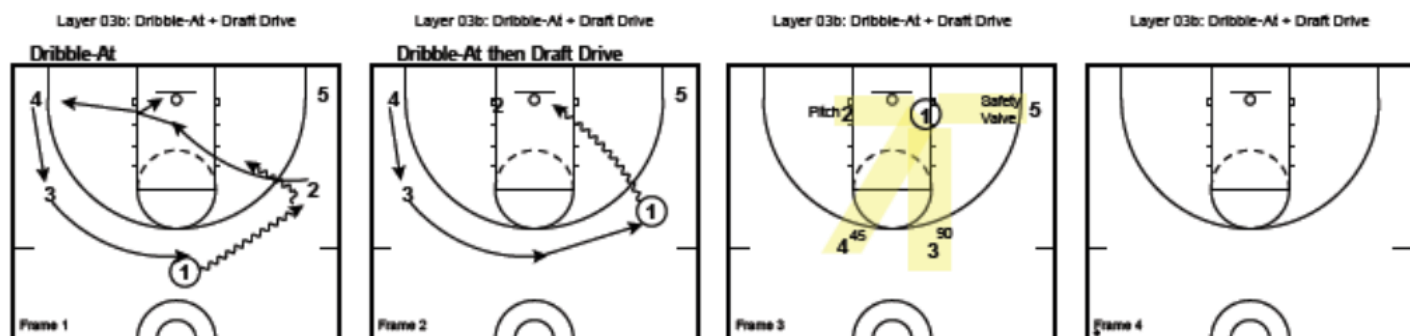 Layer 03b: Dribble-At + Draft Drive
Dribble-At
4
5
3
2
1
Frame 1
Layer 03b: Dribble-At + Draft Drive
Dribble-At then Draft Drive
4
2
5
3
1
Frame 2
Layer 03b: Dribble-At + Draft Drive
Pitch 2
1
Safety
Valve
5
4 45
3 90
Frame 3
Layer 03b: Dribble-At + Draft Drive
Frame 4